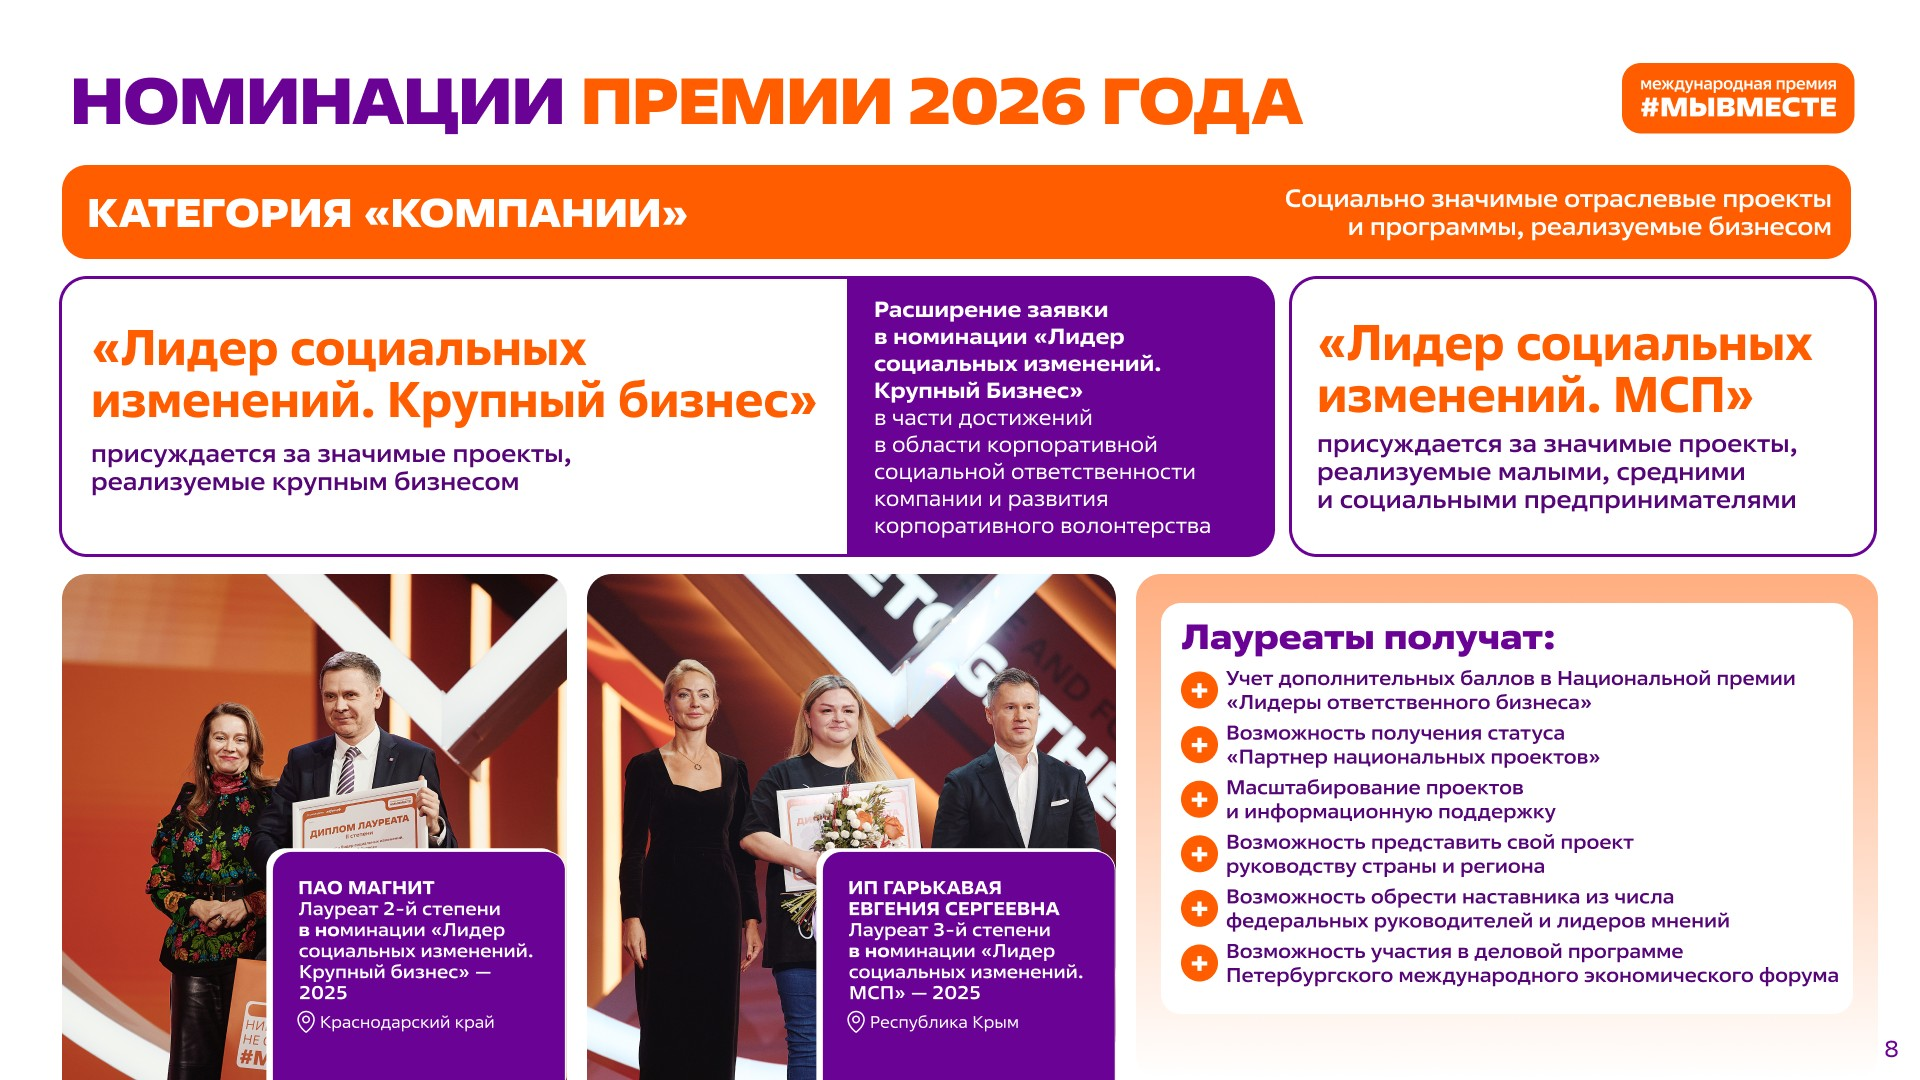 НОМИНАЦИИ ПРЕМИИ 2026 ГОДА
международная премия
#МЫВМЕСТЕ
КАТЕГОРИЯ «КОМПАНИИ»
Социально значимые отраслевые проекты
и программы, реализуемые бизнесом
«Лидер социальных
изменений. Крупный бизнес»
присуждается за значимые проекты,
реализуемые крупным бизнесом
Расширение заявки
в номинации «Лидер
социальных изменений.
Крупный Бизнес»
в части достижений
в области корпоративной
социальной ответственности
компании и развития
корпоративного волонтерства
«Лидер социальных
изменений. МСП»
присуждается за значимые проекты,
реализуемые малыми, средними
и социальными предпринимателями
ДИПЛОМ ЛАУРЕАТА
II степени
ПАО МАГНИТ
Лауреат 2-й степени
в номинации «Лидер
социальных изменений.
Крупный бизнес» —
2025
Краснодарский край
ИП ГАРЬКАВАЯ
ЕВГЕНИЯ СЕРГЕЕВНА
Лауреат 3-й степени
в номинации «Лидер
социальных изменений.
МСП» — 2025
Республика Крым
Лауреаты получат:
Учет дополнительных баллов в Национальной премии
«Лидеры ответственного бизнеса»
Возможность получения статуса
«Партнер национальных проектов»
Масштабирование проектов
и информационную поддержку
Возможность представить свой проект
руководству страны и региона
Возможность обрести наставника из числа
федеральных руководителей и лидеров мнений
Возможность участия в деловой программе
Петербургского международного экономического форума
8